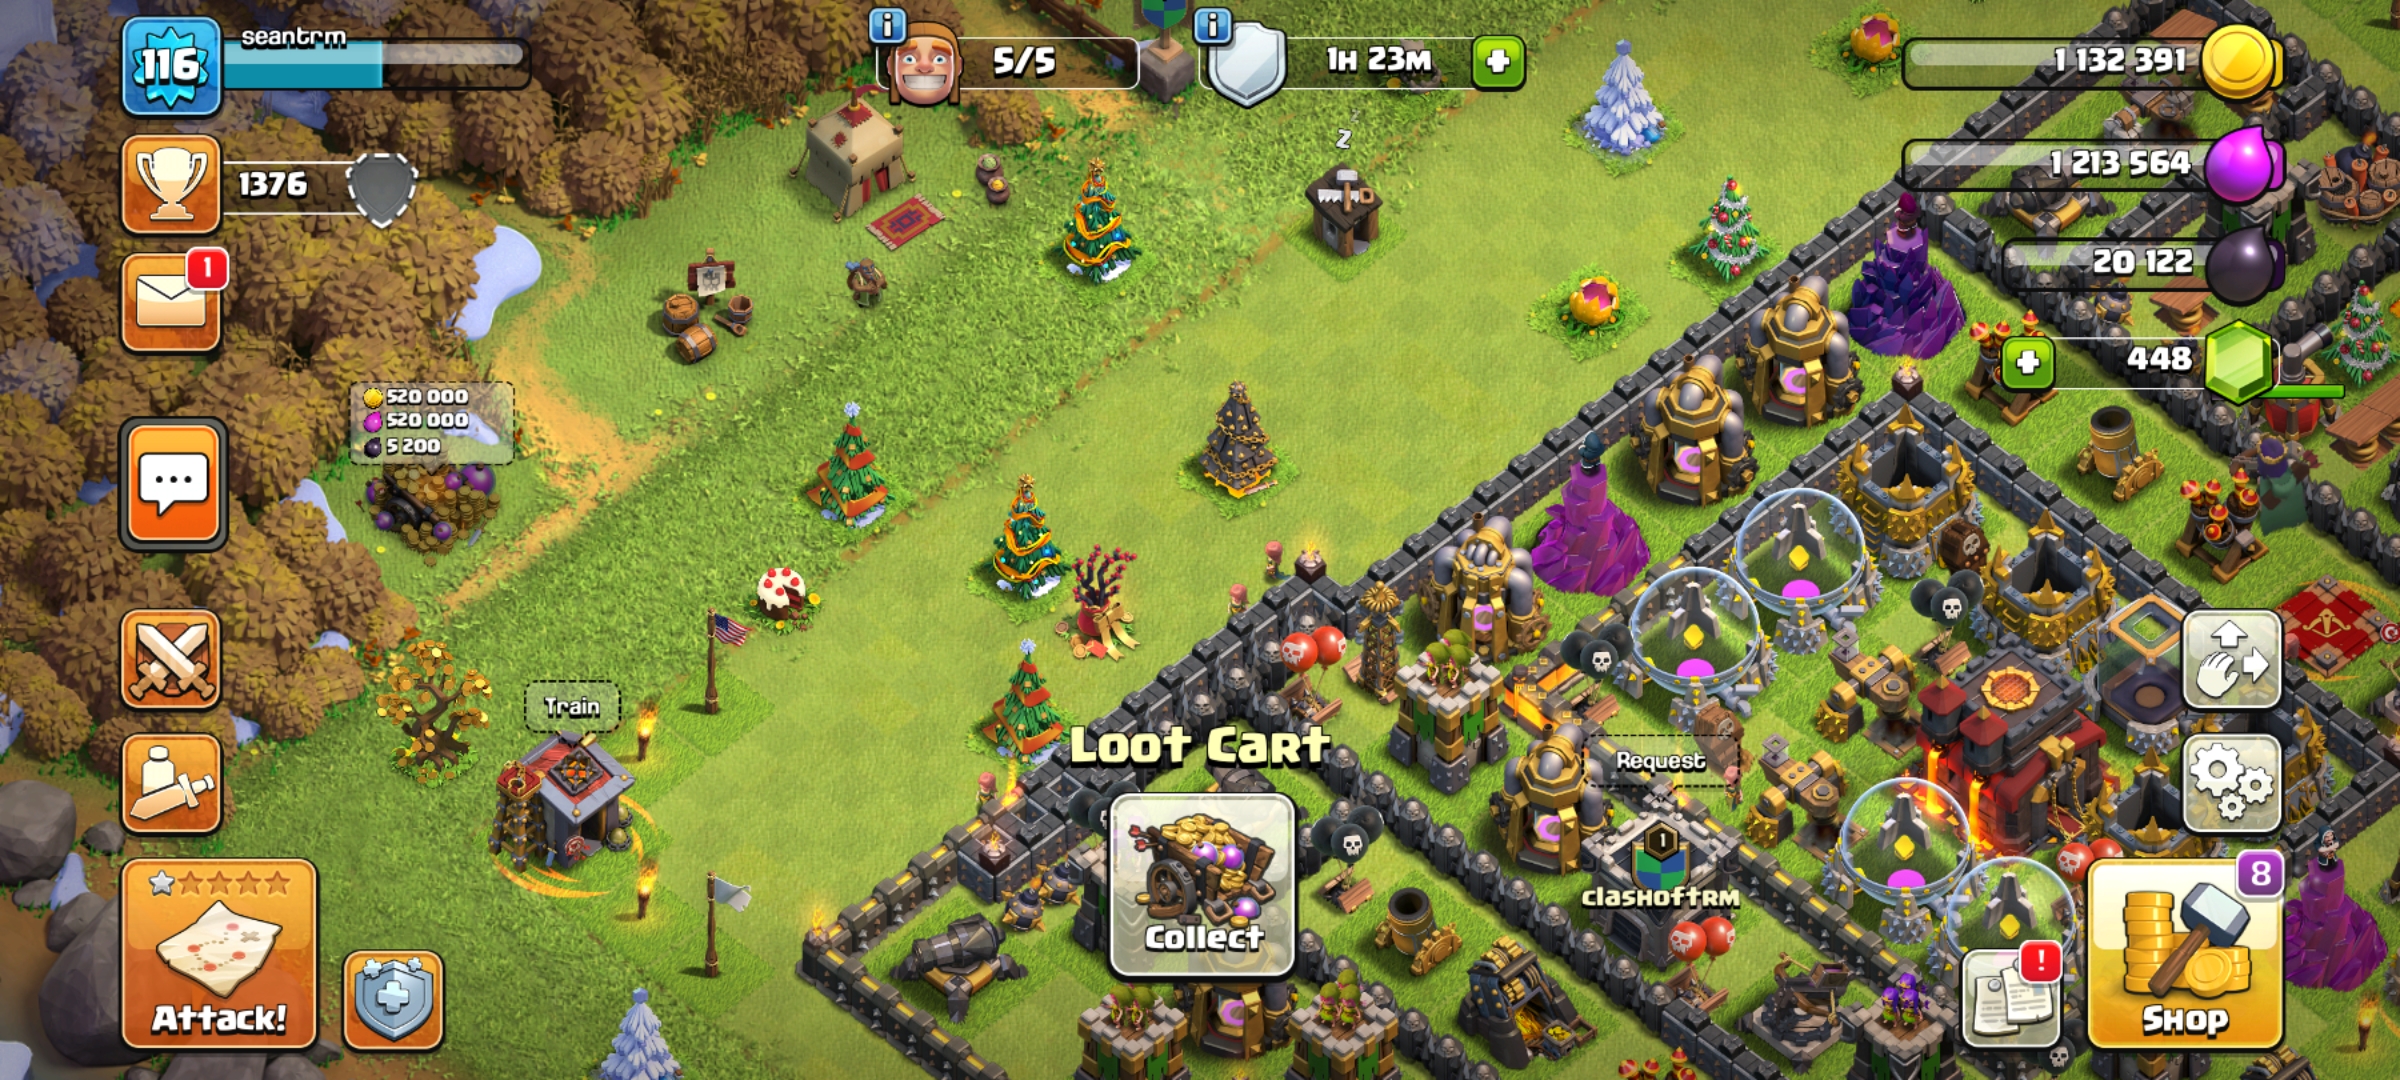 seantrm
116
5/5
1H 23M
1 132 391
1376
1 213 564
1
20 122
448
520 000
520 000
5 200
Train
Loot Cart
Request
1
clashoftrm
Collect
8
!
Attack!
Shop